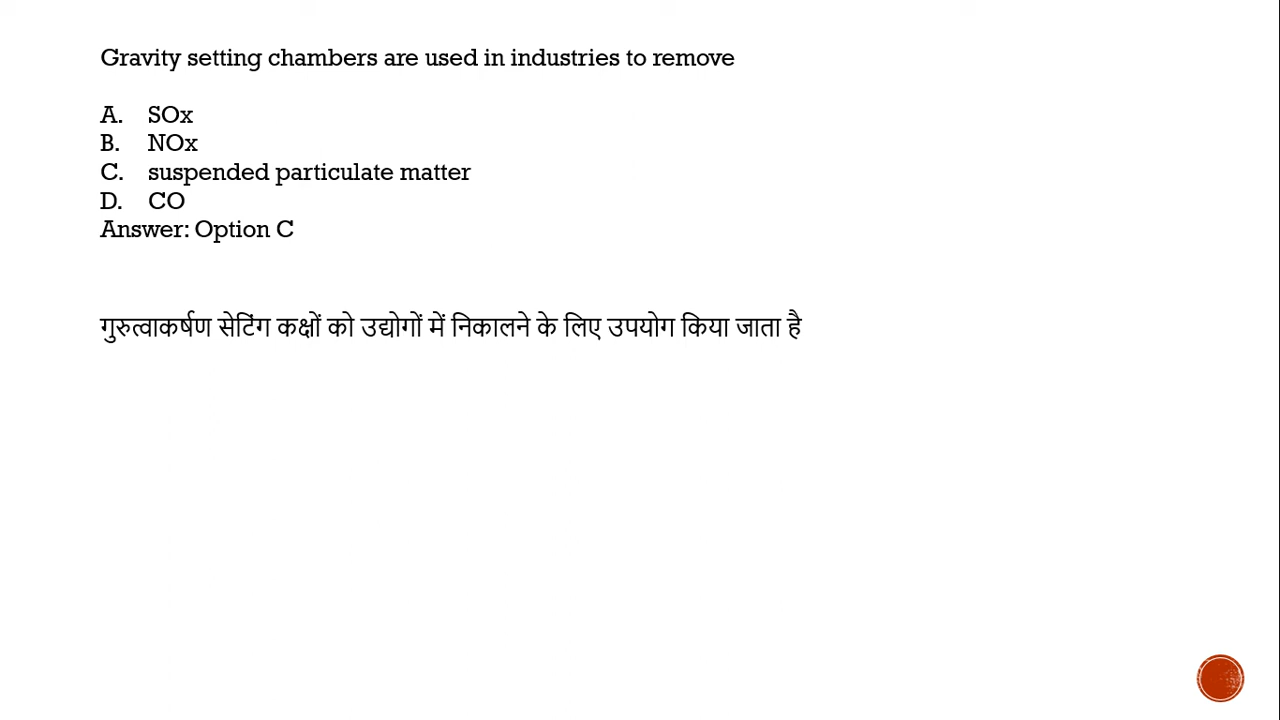 Gravity setting chambers are used in industries to remove
A. SOx
B. NOx
C. suspended particulate matter
D. CO
Answer: Option C
गुरुत्वाकर्षण सेटिंग कक्षों को उद्योगों में निकालने के लिए उपयोग किया जाता है